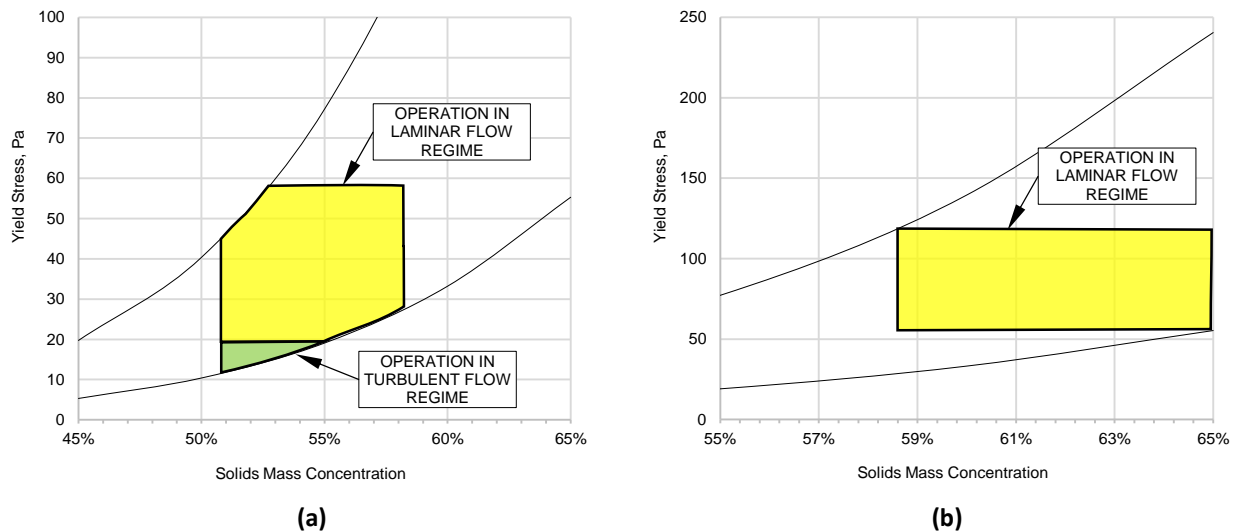 100
90
80
70
60
50
40
30
20
10
0
Yield Stress, Pa
OPERATION IN
LAMINAR FLOW
REGIME
OPERATION IN
TURBULENT FLOW
REGIME
45% 50% 55% 60% 65%
Solids Mass Concentration
(a)
250
200
150
100
50
0
Yield Stress, Pa
OPERATION IN
LAMINAR FLOW
REGIME
55% 57% 59% 61% 63% 65%
Solids Mass Concentration
(b)